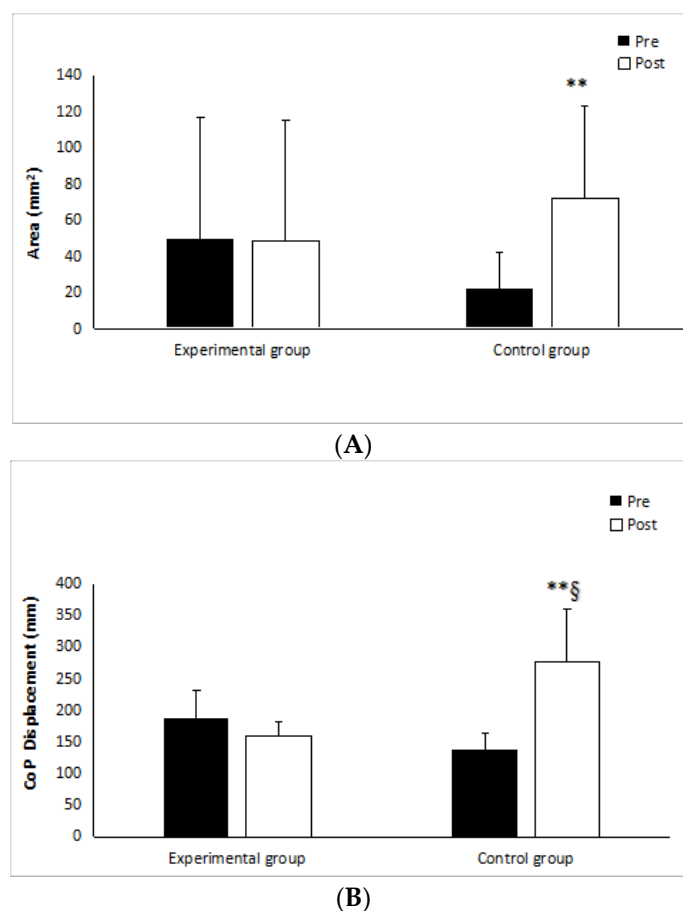 Pre
Post
**
140
120
100
80
60
40
20
0
Area (mm²)
Experimental group
Control group
(A)
Pre
Post
**§
400
350
300
250
200
150
100
50
0
CoP Displacement (mm)
Experimental group
Control group
(B)